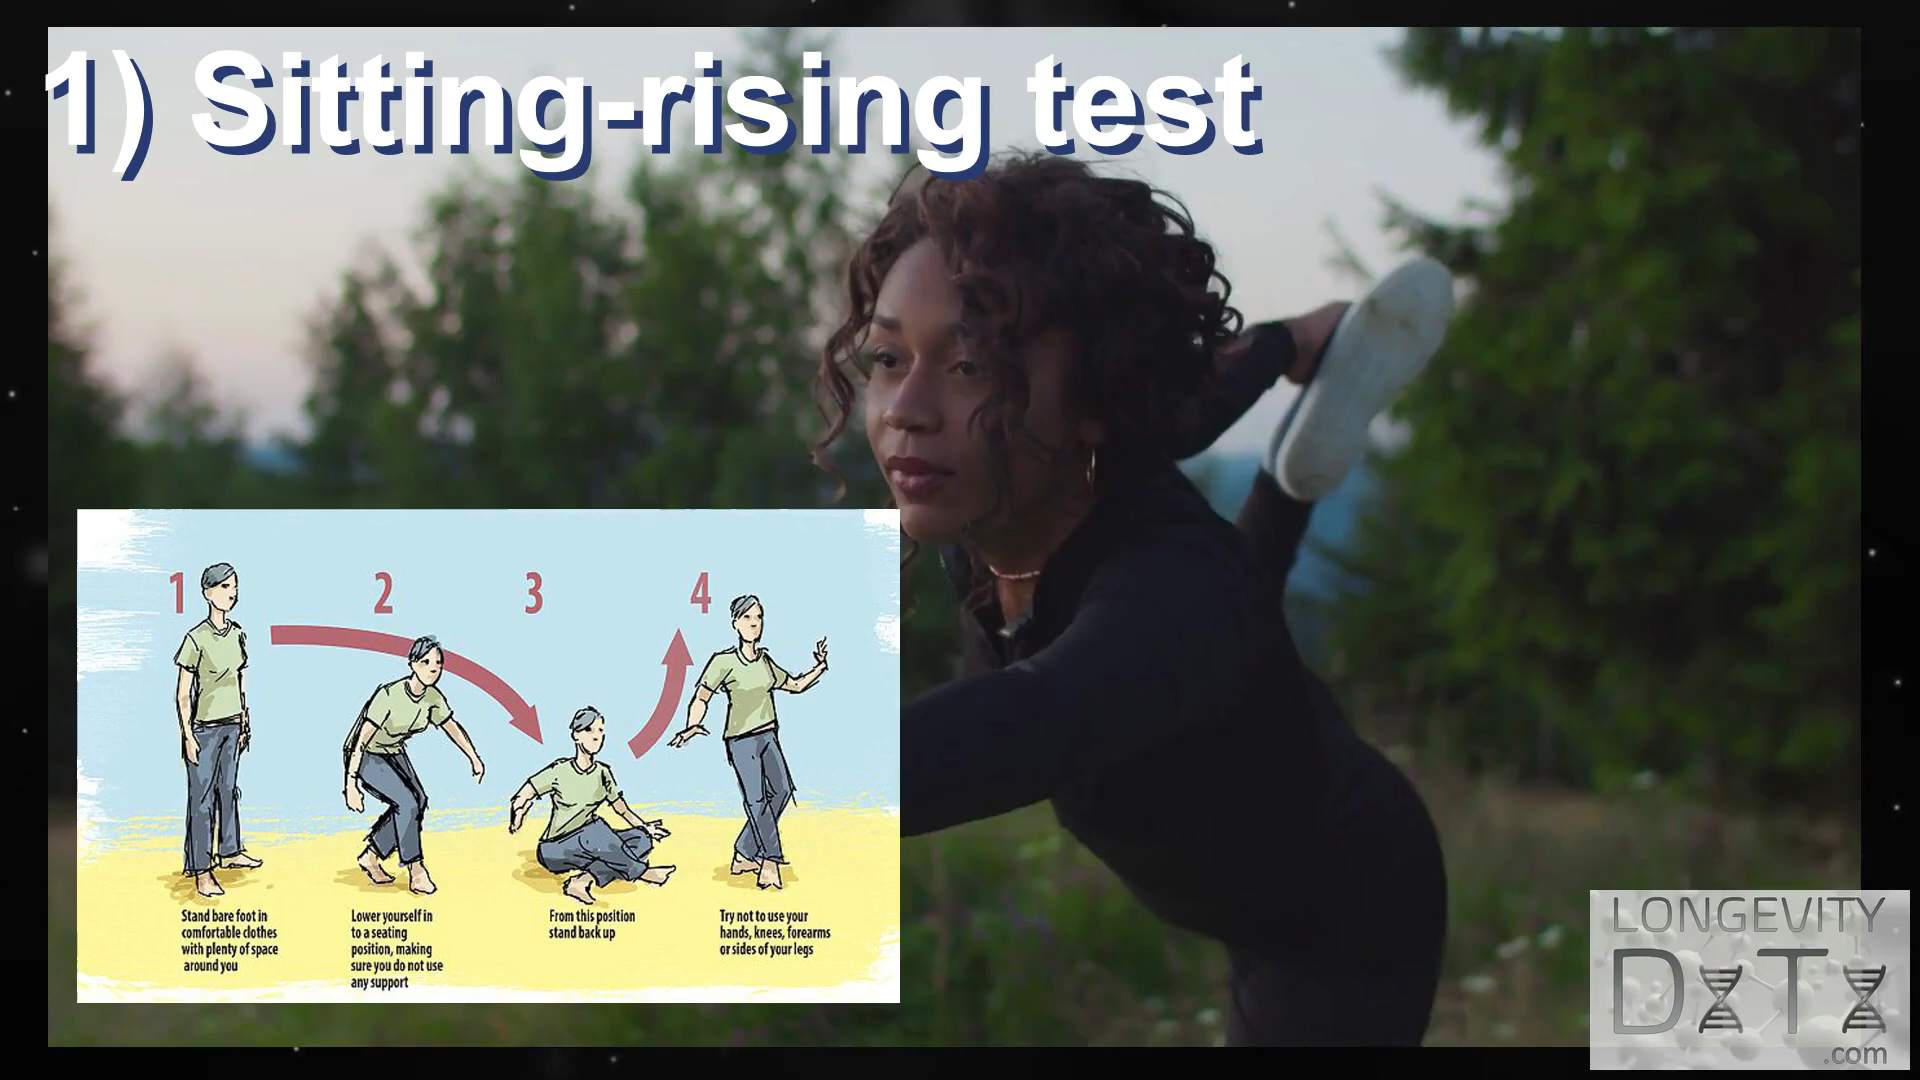 1) Sitting-rising test
1
2
3
4
Stand bare foot in
comfortable clothes
with plenty of space
around you
Lower yourself in
to a seating
position, making
sure you do not use
any support
From this position
stand back up
Try not to use your
hands, knees, forearms
or sides of your legs
LONGEVITY
DATA
.com